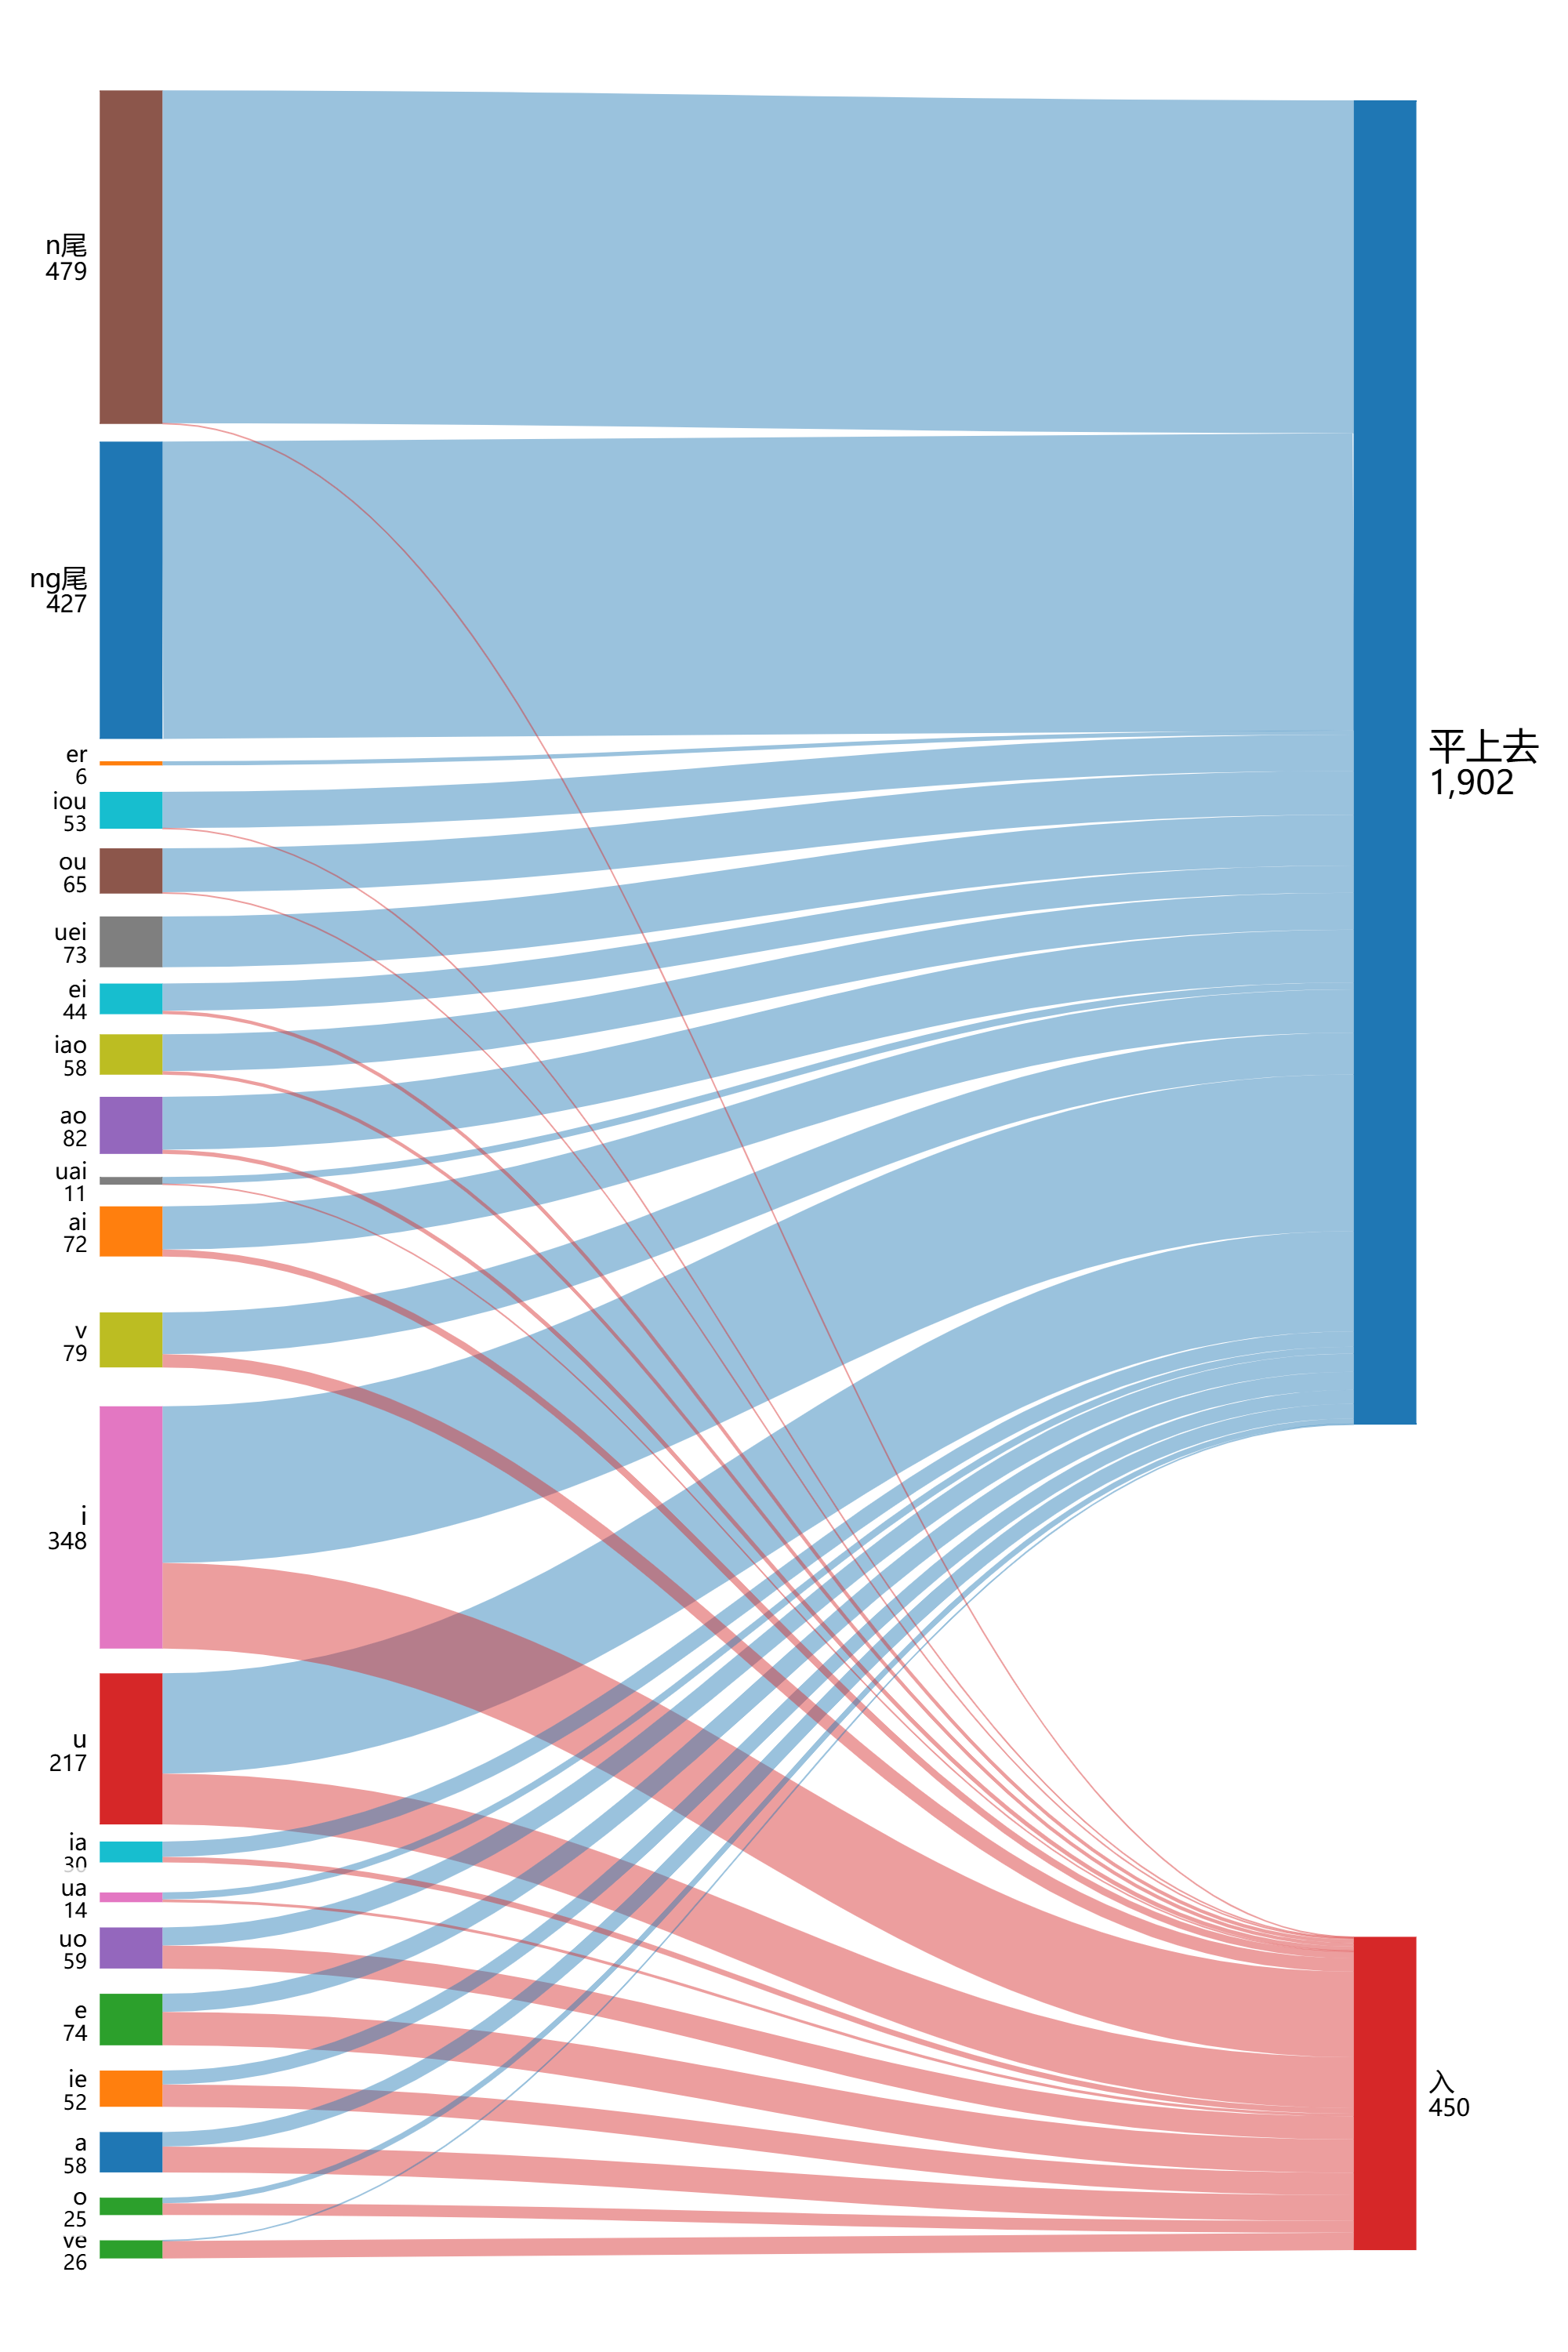 n尾
479
ng尾
427
er
6
iou
53
ou
65
uei
73
ei
44
iao
58
ao
82
uai
11
ai
72
v
79
i
348
u
217
ia
30
ua
14
uo
59
e
74
ie
52
a
58
o
25
ve
26
平上去
1,902
入
450